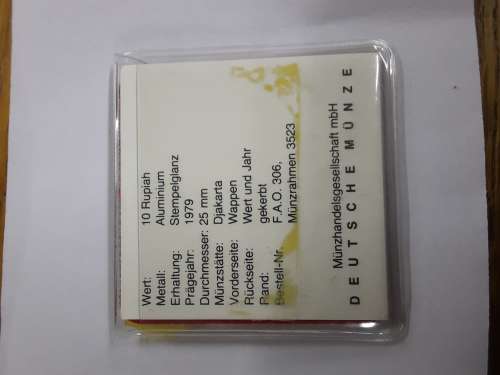 Wert: 10 Rupiah
Metall: Aluminium
Erhaltung: Stempelglanz
Prägejahr: 1979
Durchmesser: 25 mm
Münzstätte: Djakarta
Vorderseite: Wappen
Rückseite: Wert und Jahr
Rand: gekerbt
Bestell-Nr. F.A.O. 306,
Münzrahmen 3523
Münzhandelsgesellschaft mbH
DEUTSCHE MÜNZE